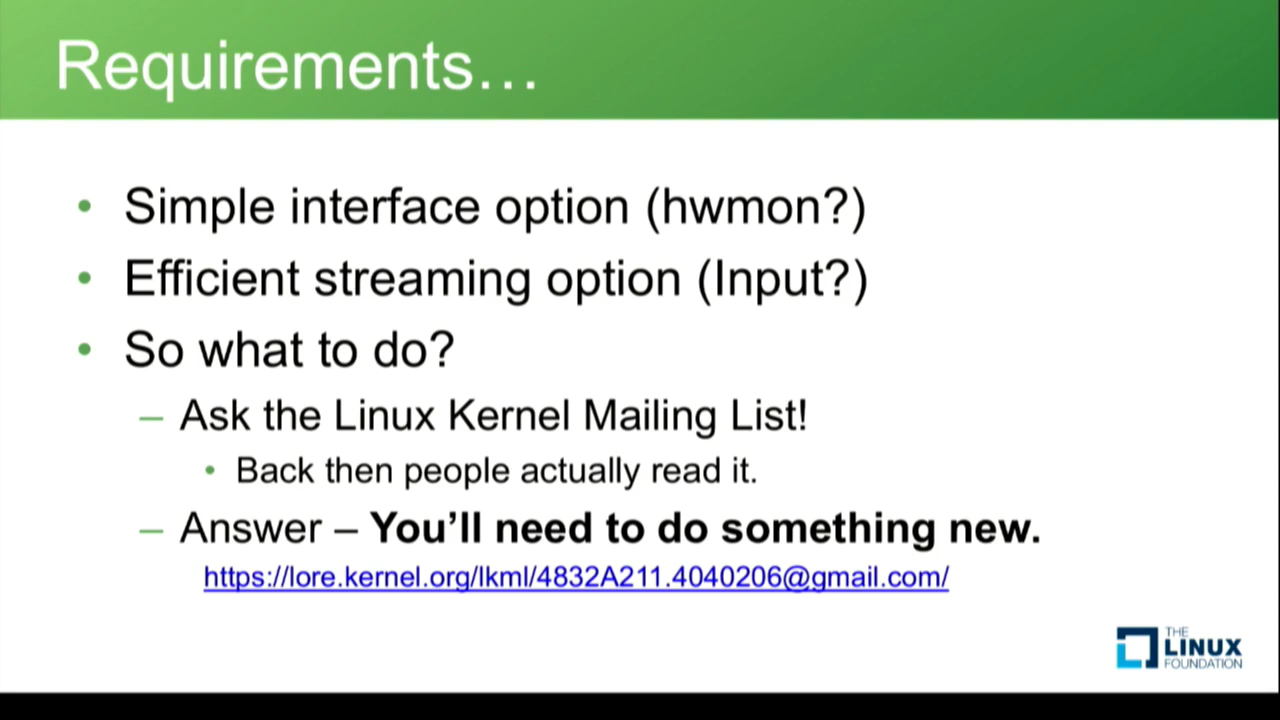 Requirements…
• Simple interface option (hwmon?)
• Efficient streaming option (Input?)
• So what to do?
– Ask the Linux Kernel Mailing List!
• Back then people actually read it.
– Answer – You’ll need to do something new.
https://lore.kernel.org/lkml/4832A211.4040206@gmail.com/
THE
LINUX
FOUNDATION